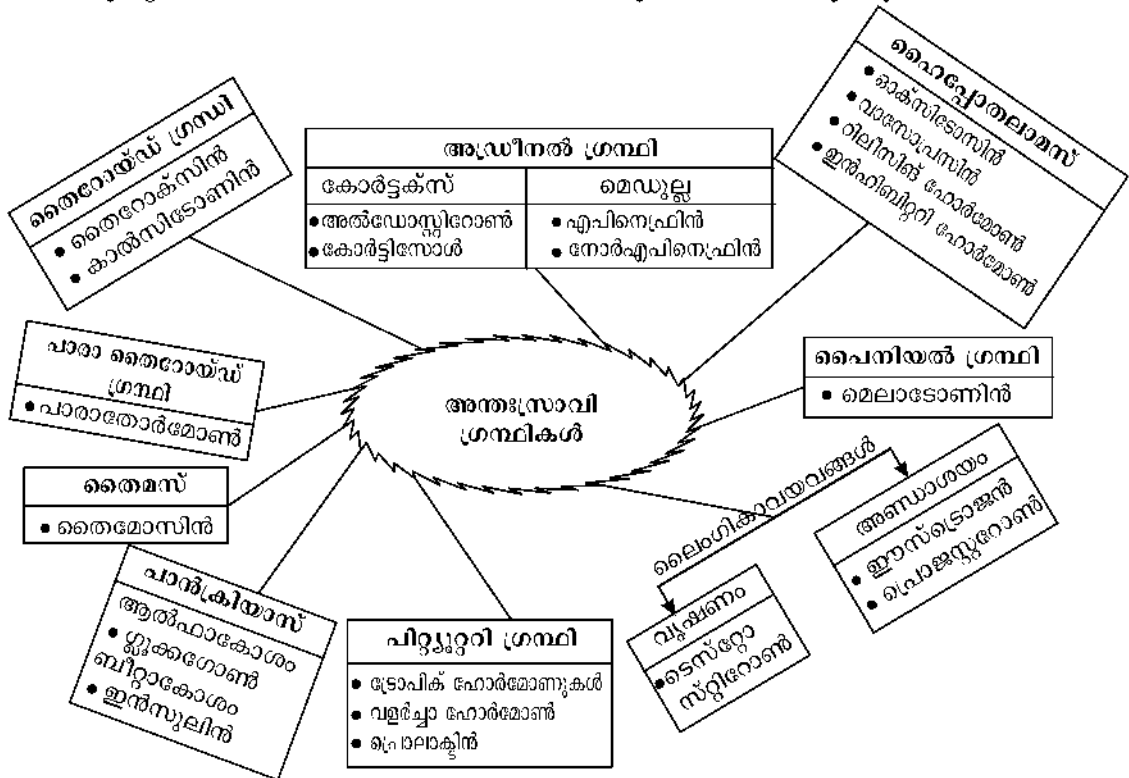 തൈറോയ്ഡ് ഗ്രന്ഥി
• തൈറോക്സിൻ
• കാൽസിടോണിൻ
അഡ്രീനൽ ഗ്രന്ഥി
കോർട്ടക്സ്
•അൽഡോസ്റ്റിറോൺ
•കോർട്ടിസോൾ
മെഡുല്ല
• എപിനെഫ്രിൻ
• നോർഎപിനെഫ്രിൻ
ഹൈപ്പോതലാമസ്
• ഓക്സിടോസിൻ
• വാസോപ്രസിൻ
• റിലീസിങ് ഹോർമോൺ
• ഇൻഹിബിറ്ററി ഹോർമോൺ
പാരാ തൈറോയ്ഡ്
ഗ്രന്ഥി
• പാരാതോർമോൺ
അന്തഃസ്രാവി
ഗ്രന്ഥികൾ
പൈനിയൽ ഗ്രന്ഥി
• മെലാടോണിൻ
തൈമസ്
• തൈമോസിൻ
ലൈംഗികാവയവങ്ങൾ
അണ്ഡാശയം
• ഈസ്ട്രൊജൻ
• പ്രൊജസ്റ്ററോൺ
വൃഷണം
•ടെസ്റ്റോ
സ്റ്റിറോൺ
പാൻക്രിയാസ്
ആൽഫാകോശം
• ഗ്ലൂക്കഗോൺ
ബീറ്റാകോശം
• ഇൻസുലിൻ
പിറ്റ്യൂറ്ററി ഗ്രന്ഥി
• ട്രോപിക് ഹോർമോണുകൾ
• വളർച്ചാ ഹോർമോൺ
• പ്രൊലാക്ടിൻ